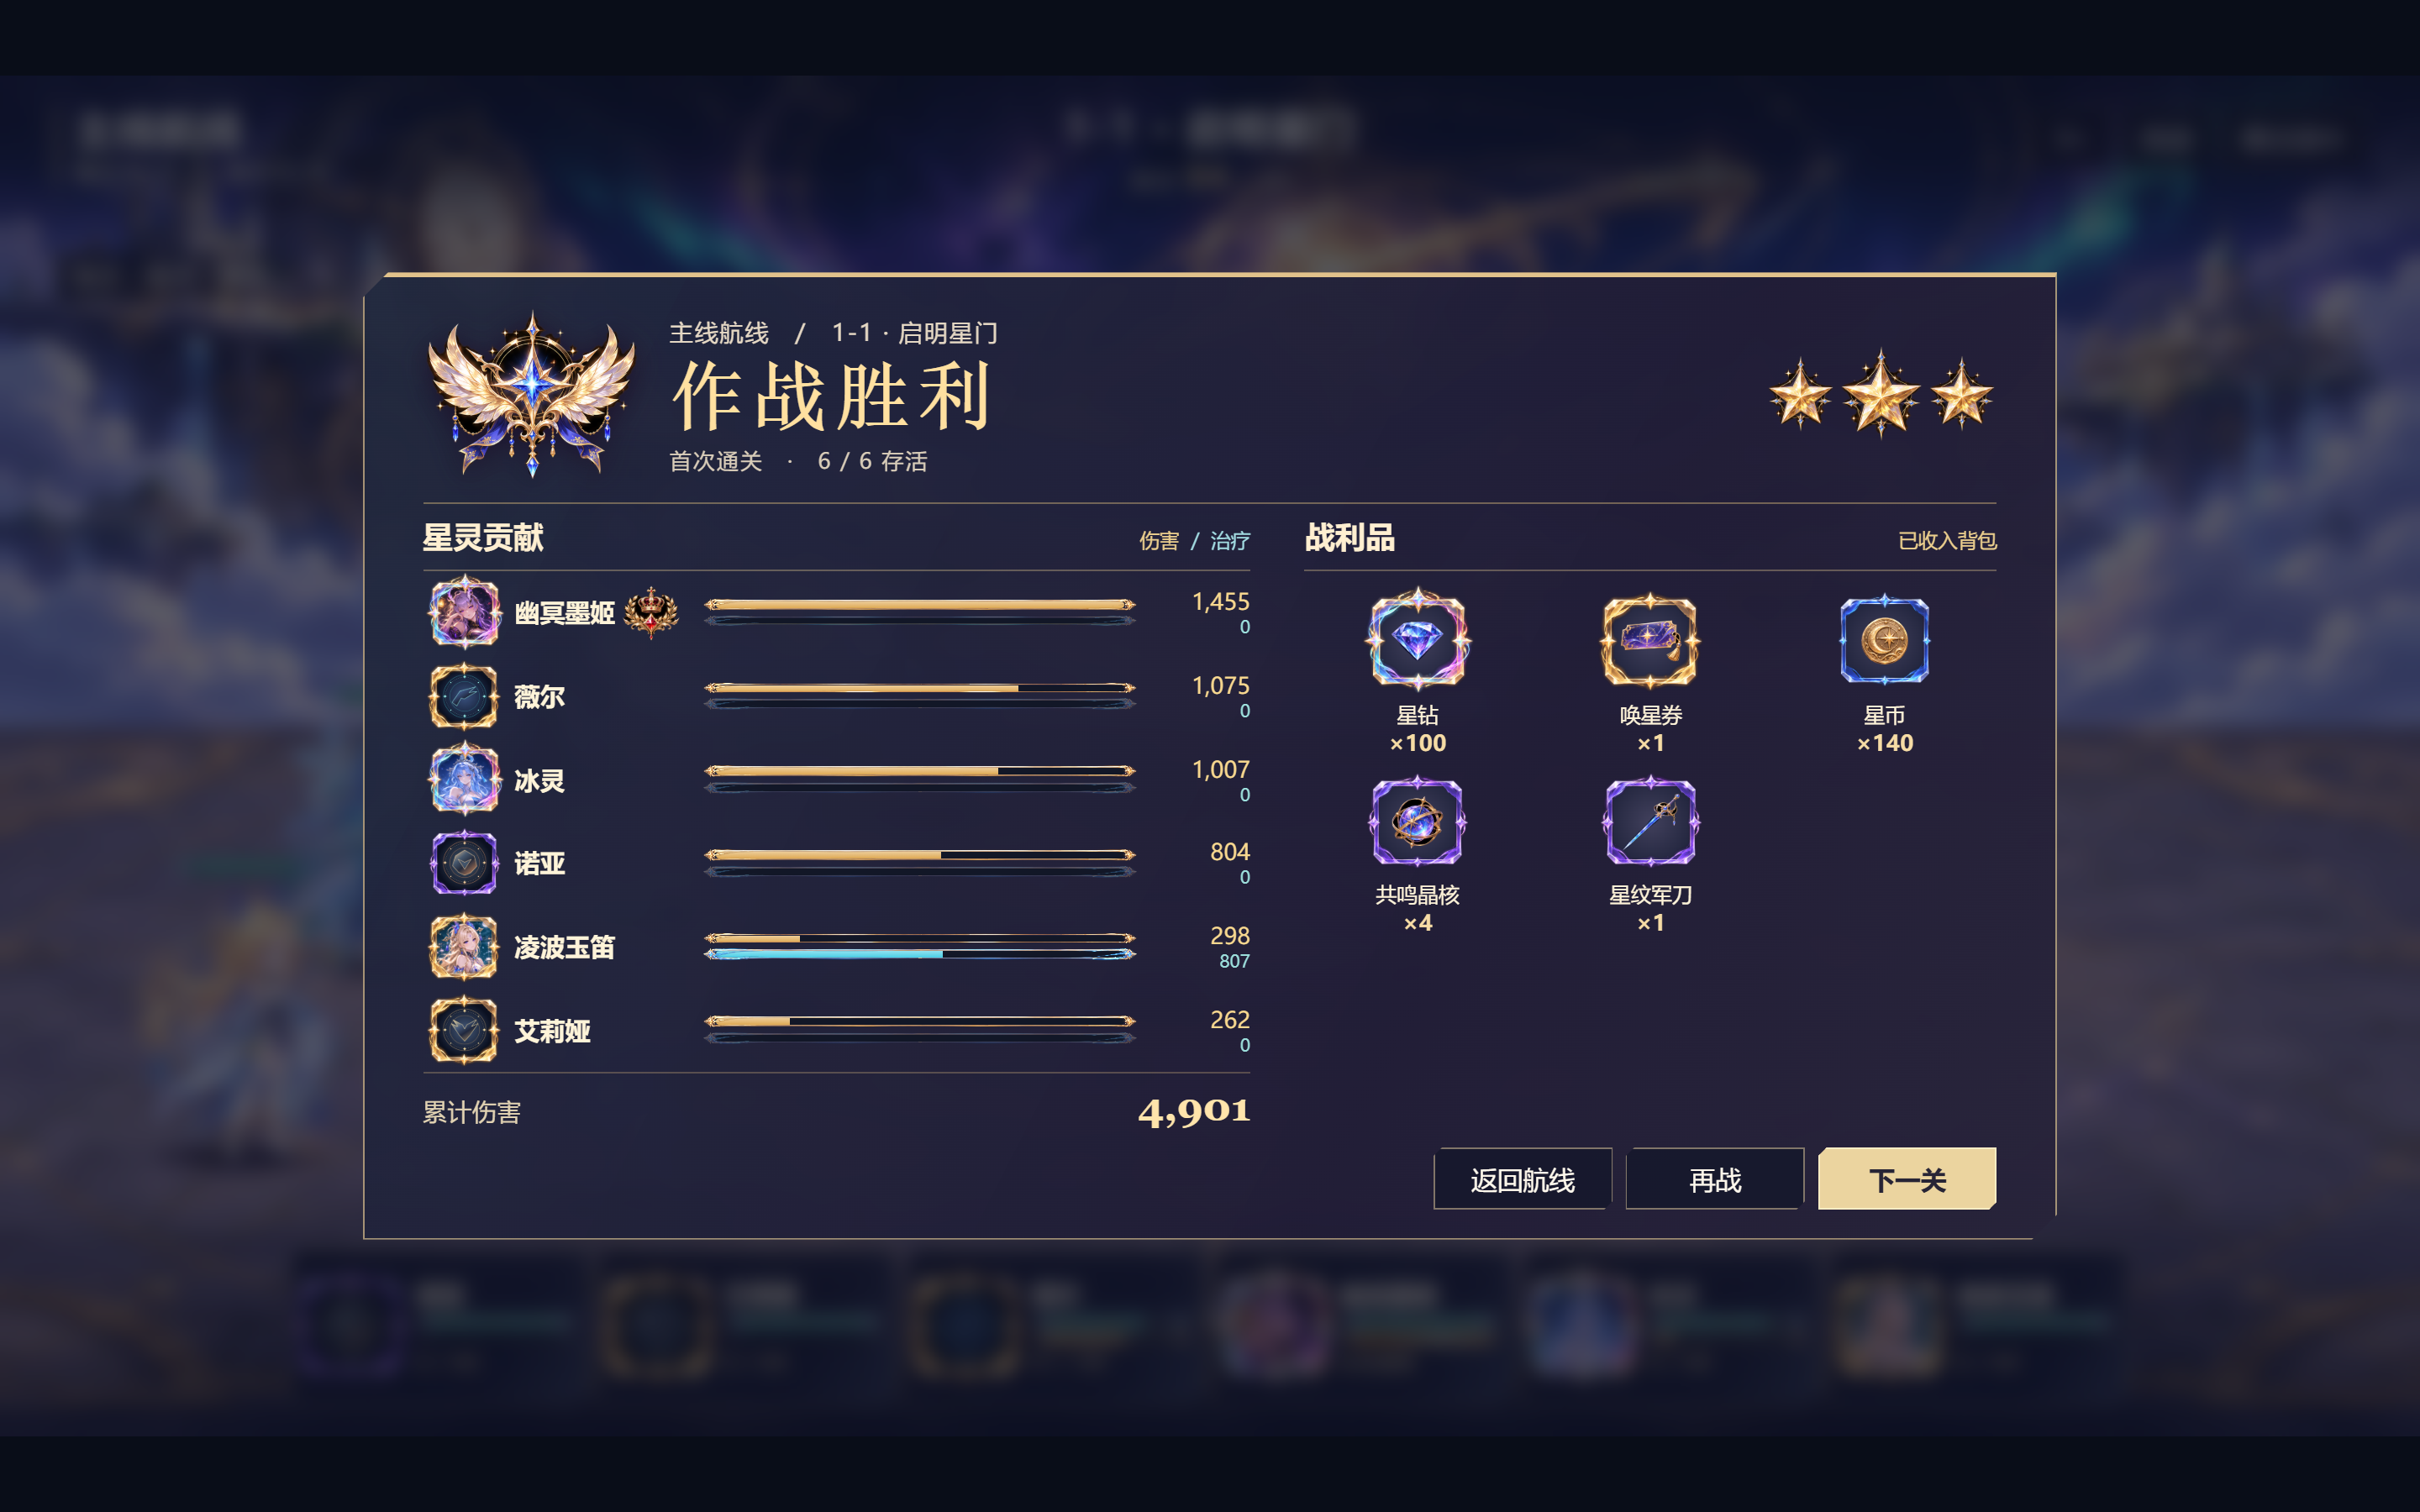 主线航线 / 1-1 · 启明星门
作战胜利
首次通关 · 6 / 6 存活
星灵贡献
伤害 / 治疗
幽冥墨姬
1,455
0
薇尔
1,075
0
冰灵
1,007
0
诺亚
804
0
凌波玉笛
298
807
艾莉娅
262
0
累计伤害
4,901
战利品
已收入背包
星钻
×100
唤星券
×1
星币
×140
共鸣晶核
×4
星纹军刀
×1
返回航线
再战
下一关